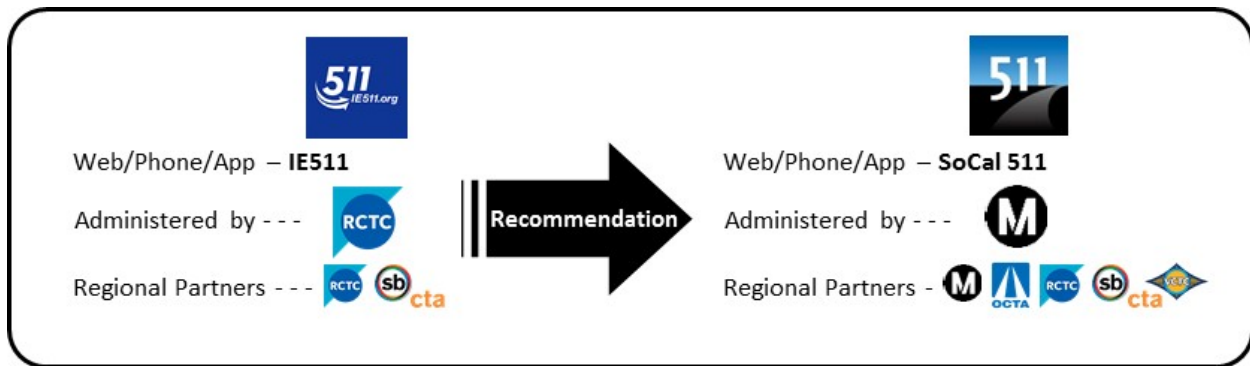 511
IE511.org
Web/Phone/App – IE511
Administered by - - -
RCTC
Regional Partners - - -
RCTC
sb
cta
Recommendation
511
Web/Phone/App – SoCal 511
Administered by - - -
M
Regional Partners -
M
OCTA
RCTC
sb
cta
VCTC